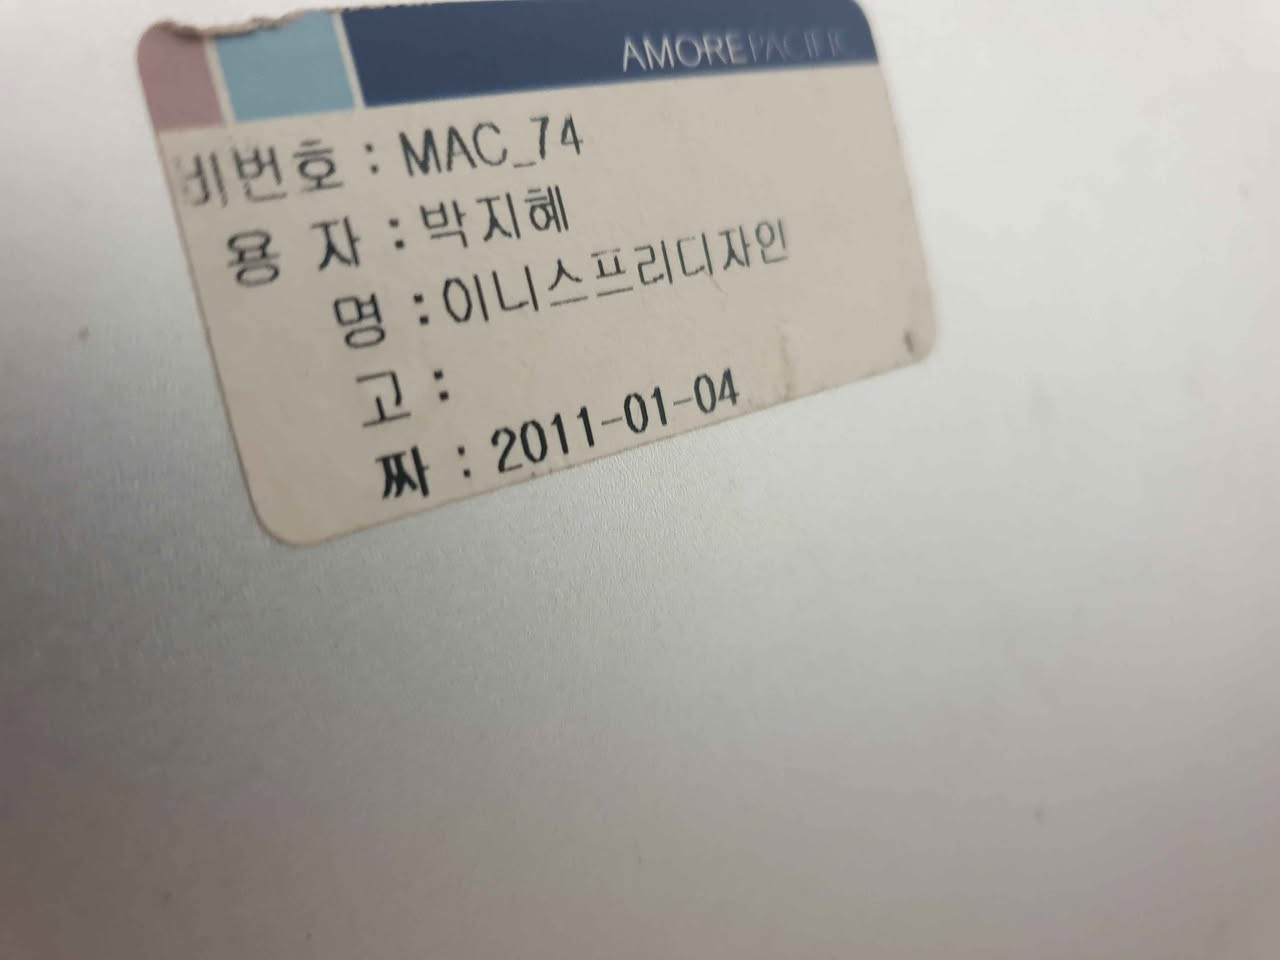 AMOREPACIFIC
비번호 : MAC_74
용 자 : 박지혜
명 : 이니스프리디자인
고 :
짜 : 2011-01-04